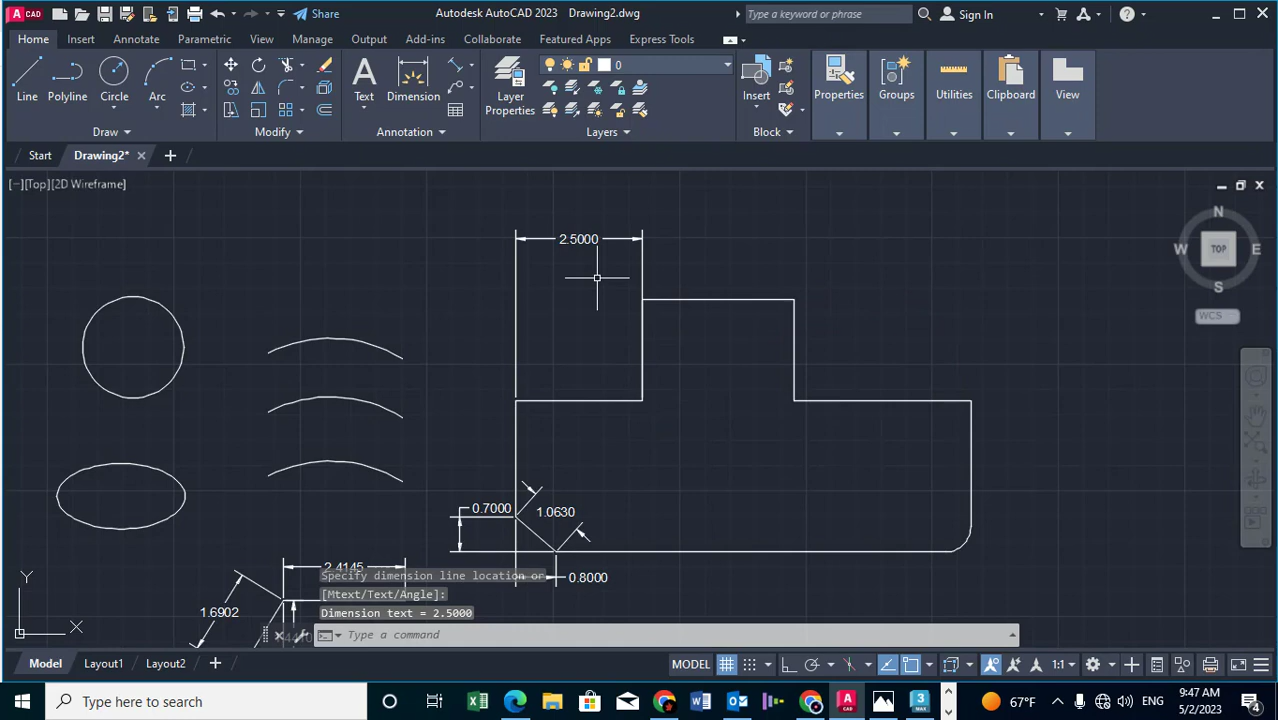 CAD
Share
Autodesk AutoCAD 2023 Drawing2.dwg
Type a keyword or phrase
Sign In
Home Insert Annotate Parametric View Manage Output Add-ins Collaborate Featured Apps Express Tools
0
Line Polyline Circle Arc
Text Dimension
Layer
Properties
Insert
Properties Groups Utilities Clipboard View
Draw Modify Annotation Layers Block
Start Drawing2*
[−][Top][2D Wireframe]
N
W TOP E
S
WCS
2.5000
0.7000
1.0630
0.8000
2.4145
1.6902
Y
X
Specify dimension line location or
[Mtext/Text/Angle]:
Dimension text = 2.5000
Type a command
Model Layout1 Layout2
MODEL
1:1
Type here to search
67°F
ENG
9:47 AM
5/2/2023
4